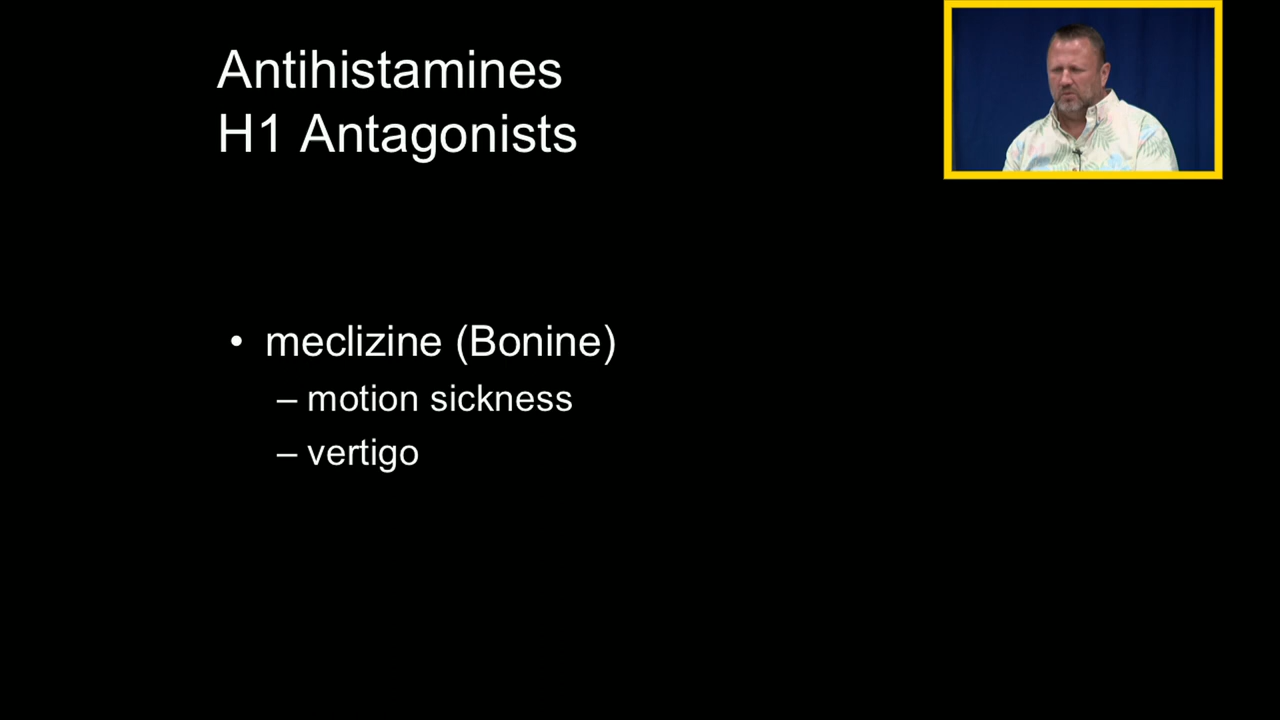 Antihistamines
H1 Antagonists
• meclizine (Bonine)
– motion sickness
– vertigo